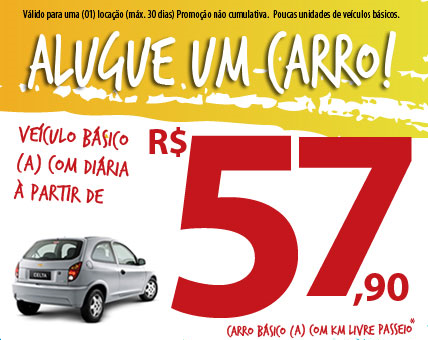 Válido para uma (01) locação (máx. 30 dias) Promoção não cumulativa. Poucas unidades de veículos básicos.
ALUGUE UM CARRO!
VEÍCULO BÁSICO
(A) COM DIÁRIA
À PARTIR DE
R$ 57,90
CELTA
CARRO BÁSICO (A) COM KM LIVRE PASSEIO*